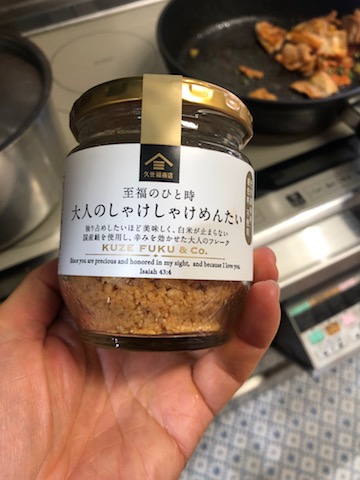 久世福商店
至福のひと時
大人のしゃけしゃけめんたい
独り占めしたいほど美味しく、白米が止まらない
国産鮭を使用し、辛みを効かせた大人のフレーク
KUZE FUKU & Co.
Since you are precious and honored in my sight, and because I love you.
Isaiah 43:4